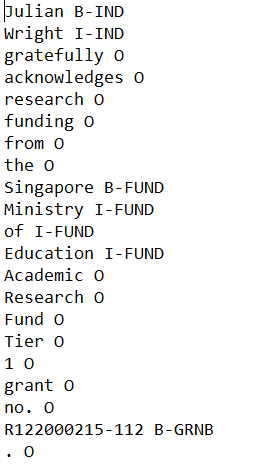 Julian B-IND
Wright I-IND
gratefully O
acknowledges O
research O
funding O
from O
the O
Singapore B-FUND
Ministry I-FUND
of I-FUND
Education I-FUND
Academic O
Research O
Fund O
Tier O
1 O
grant O
no. O
R122000215-112 B-GRNB
. O